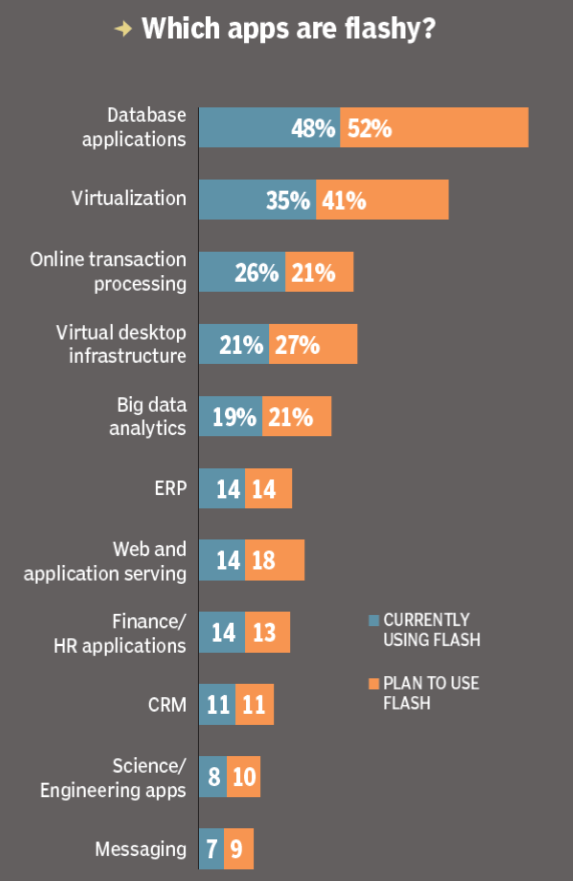 Which apps are flashy?
Database
applications
48% 52%
Virtualization
35% 41%
Online transaction
processing
26% 21%
Virtual desktop
infrastructure
21% 27%
Big data
analytics
19% 21%
ERP
14 14
Web and
application serving
14 18
Finance/
HR applications
14 13
CRM
11 11
Science/
Engineering apps
8 10
Messaging
7 9
CURRENTLY
USING FLASH
PLAN TO USE
FLASH